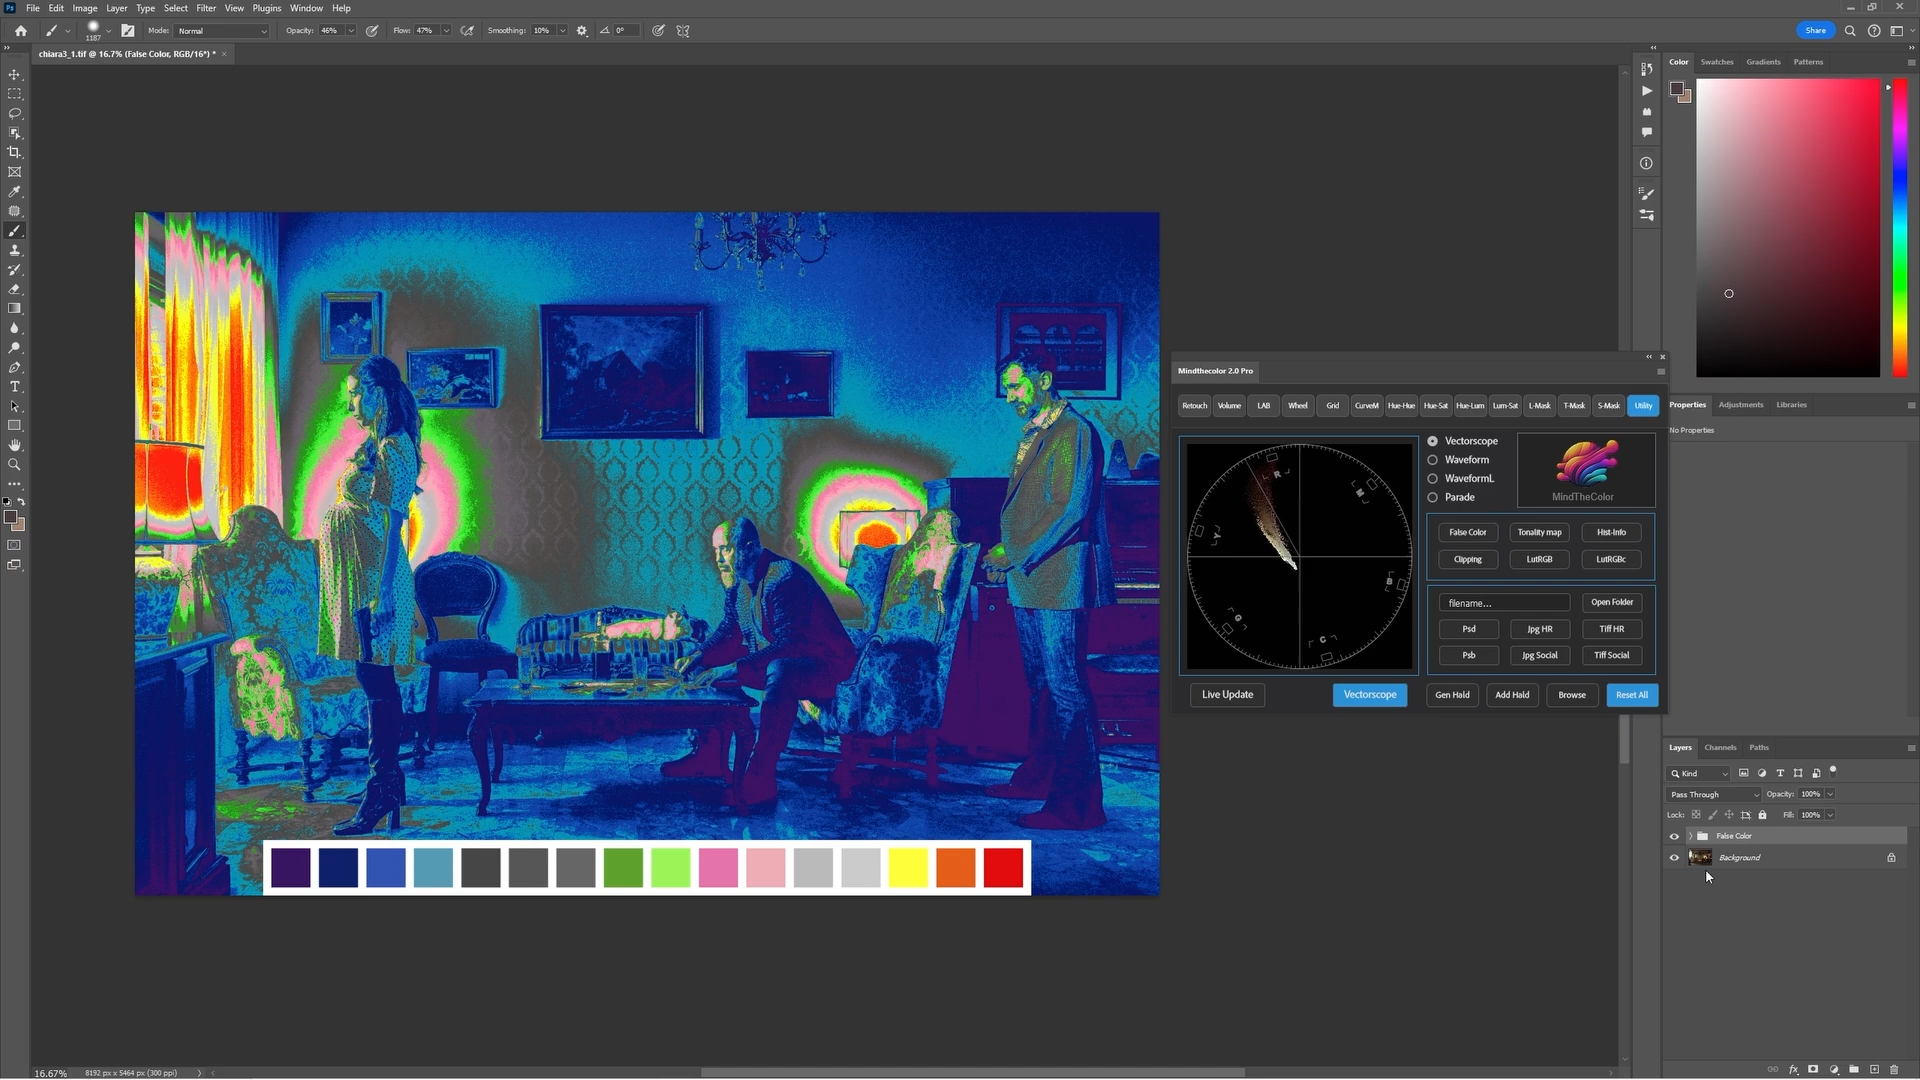 Ps File Edit Image Layer Type Select Filter View Plugins Window Help
1187 Mode: Normal Opacity: 46% Flow: 47% Smoothing: 10% 0° Share
chiara3_1.tif @ 16.7% (False Color, RGB/16*) * ×
Color Swatches Gradients Patterns
Mindthecolor 2.0 Pro
Retouch Volume LAB Wheel Grid CurveM Hue-Hue Hue-Sat Hue-Lum Lum-Sat L-Mask T-Mask S-Mask Utility
R M Y B G C
Vectorscope
Waveform
WaveformL
Parade
MindTheColor
False Color Tonality map Hist-Info
Clipping LutRGB LutRGBc
filename... Open Folder
Psd Jpg HR Tiff HR
Psb Jpg Social Tiff Social
Live Update Vectorscope Gen Hald Add Hald Browse Reset All
Properties Adjustments Libraries
No Properties
Layers Channels Paths
Kind
Pass Through Opacity: 100%
Lock: Fill: 100%
False Color
Background
16.67% 8192 px x 5464 px (300 ppi)